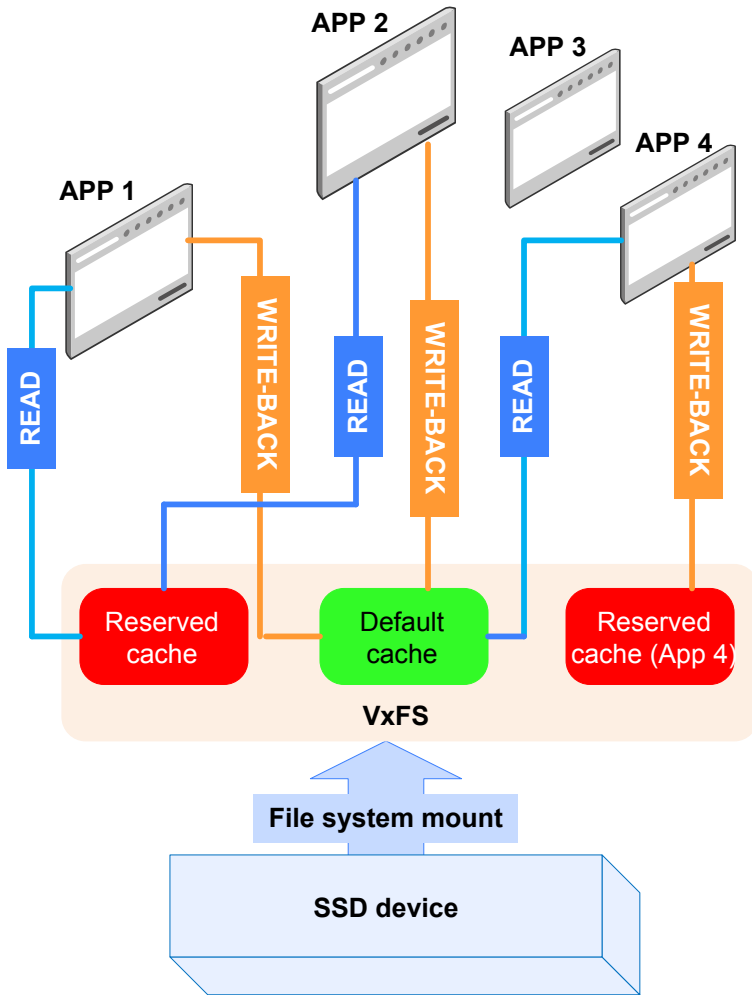 APP 2
APP 3
APP 4
APP 1
READ
WRITE-BACK
READ
WRITE-BACK
READ
WRITE-BACK
Reserved
cache
Default
cache
Reserved
cache (App 4)
VxFS
File system mount
SSD device